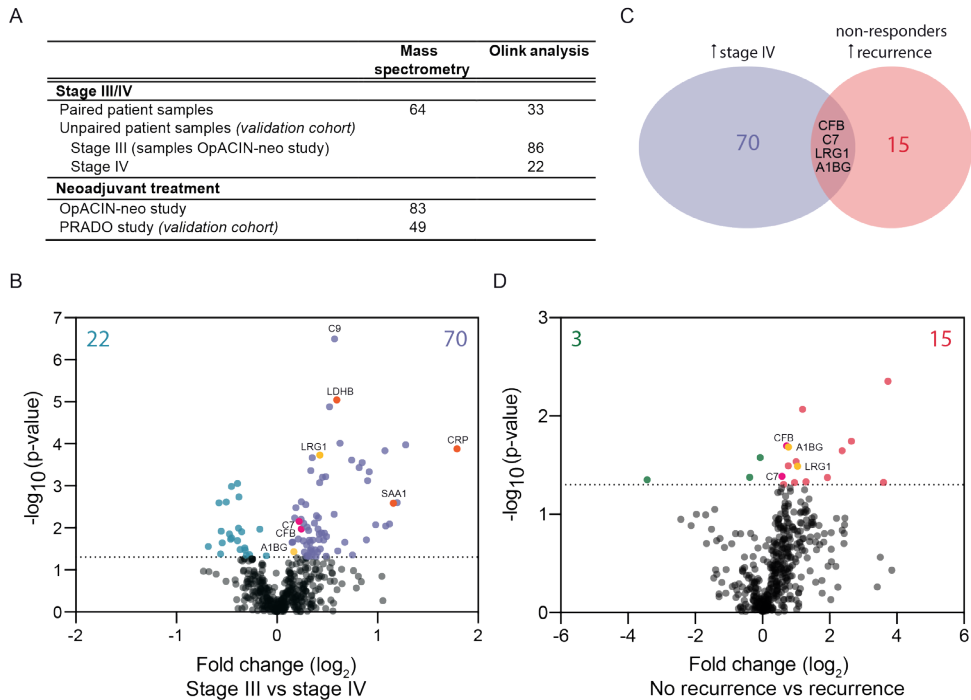 A
Mass spectrometry
Olink analysis
Stage III/IV
Paired patient samples 64 33
Unpaired patient samples (validation cohort)
Stage III (samples OpACIN-neo study) 86
Stage IV 22
Neoadjuvant treatment
OpACIN-neo study 83
PRADO study (validation cohort) 49
C
↑stage IV
non-responders
↑recurrence
70
CFB
C7
LRG1
A1BG
15
B
7
6
5
4
3
2
1
0
-log10(p-value)
22
70
C9
LDHB
LRG1
CRP
SAA1
C7
CFB
A1BG
-2 -1 0 1 2
Fold change (log2)
Stage III vs stage IV
D
3
2
1
0
-log10(p-value)
3
15
CFB
A1BG
LRG1
C7
-6 -4 -2 0 2 4 6
Fold change (log2)
No recurrence vs recurrence